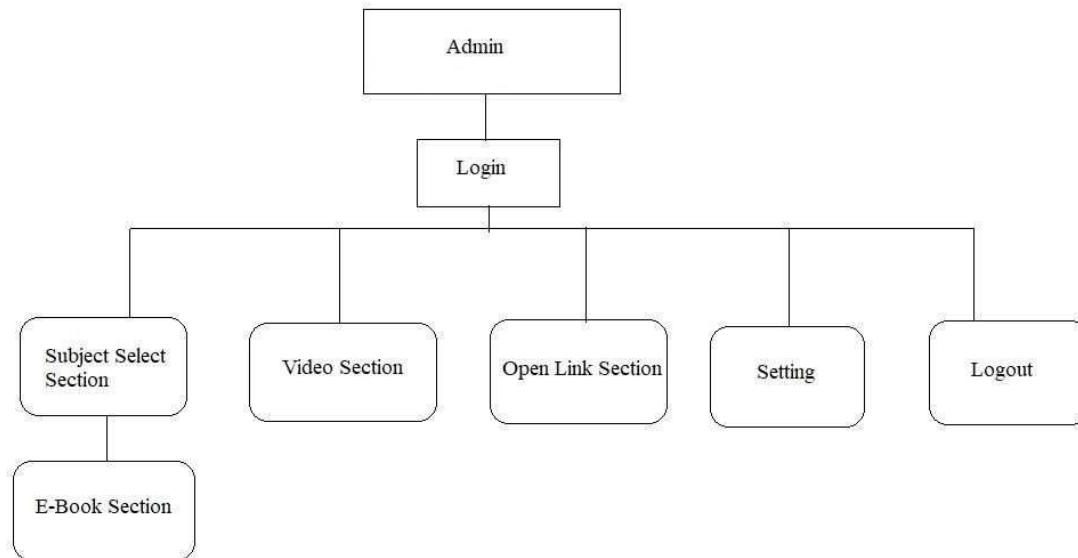 Admin
Login
Subject Select
Section
Video Section
Open Link Section
Setting
Logout
E-Book Section